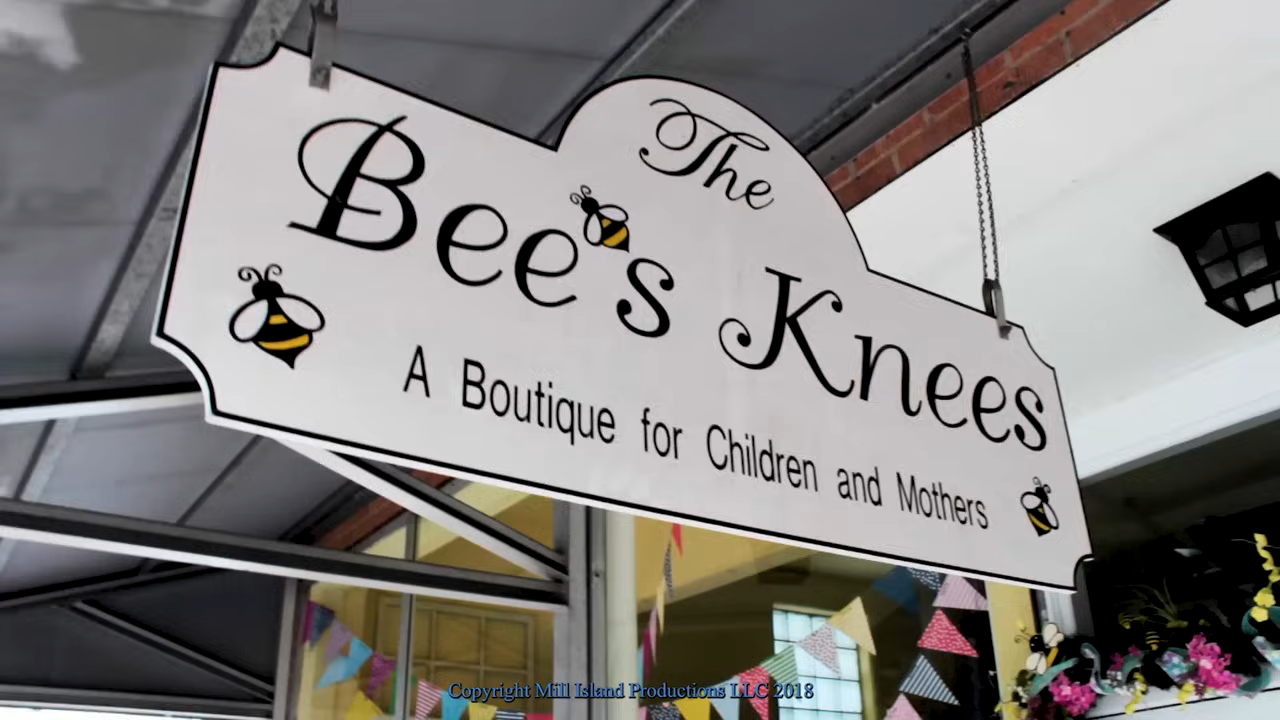 The
Bee's Knees
A Boutique for Children and Mothers
Copyright Mill Island Productions LLC 2018